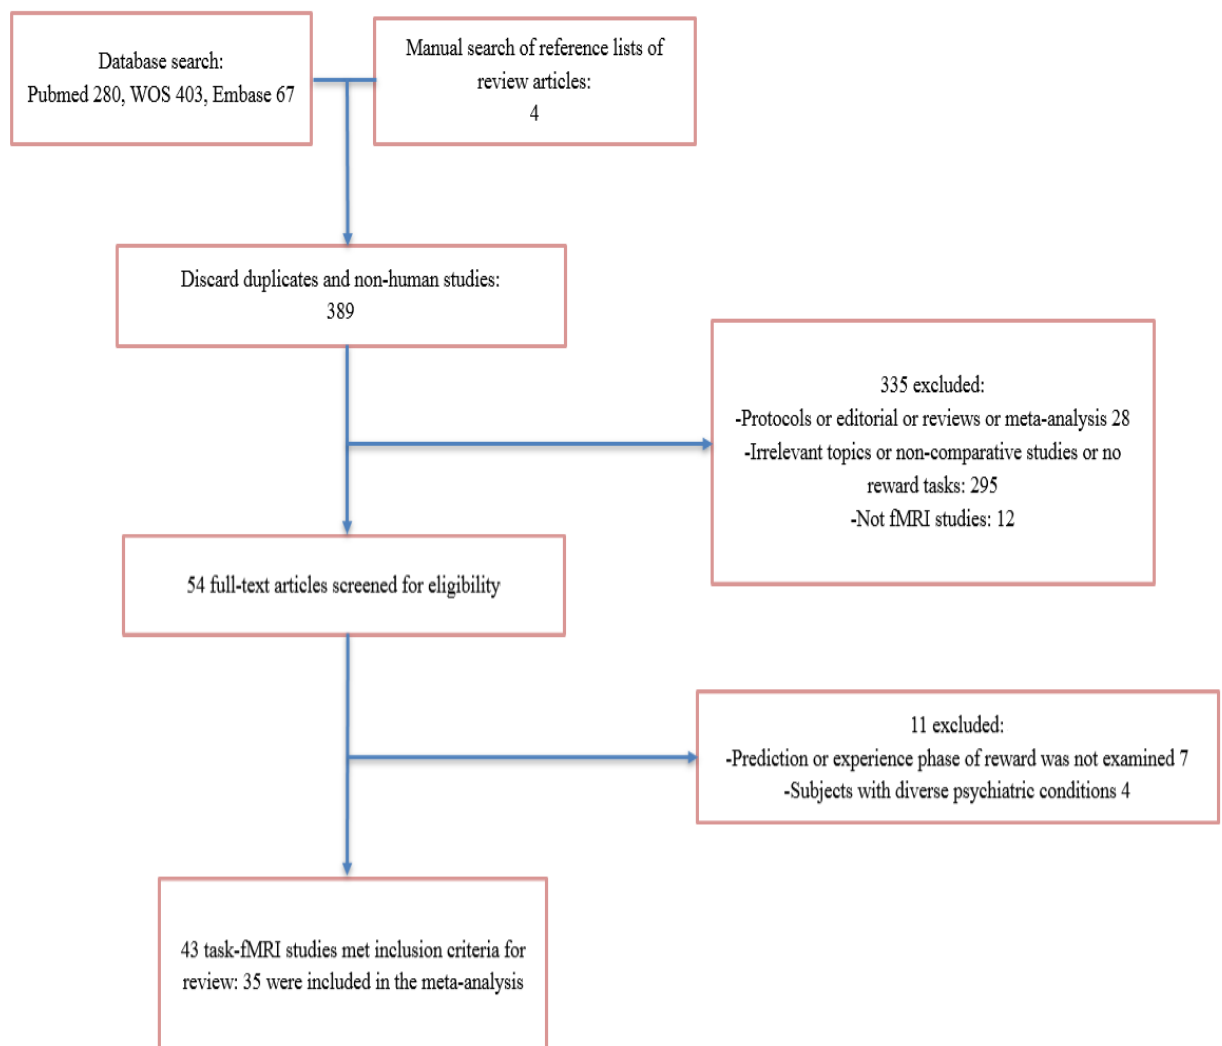 Database search:
Pubmed 280, WOS 403, Embase 67
Manual search of reference lists of
review articles:
4
Discard duplicates and non-human studies:
389
335 excluded:
-Protocols or editorial or reviews or meta-analysis 28
-Irrelevant topics or non-comparative studies or no
reward tasks: 295
-Not fMRI studies: 12
54 full-text articles screened for eligibility
11 excluded:
-Prediction or experience phase of reward was not examined 7
-Subjects with diverse psychiatric conditions 4
43 task-fMRI studies met inclusion criteria for
review: 35 were included in the meta-analysis